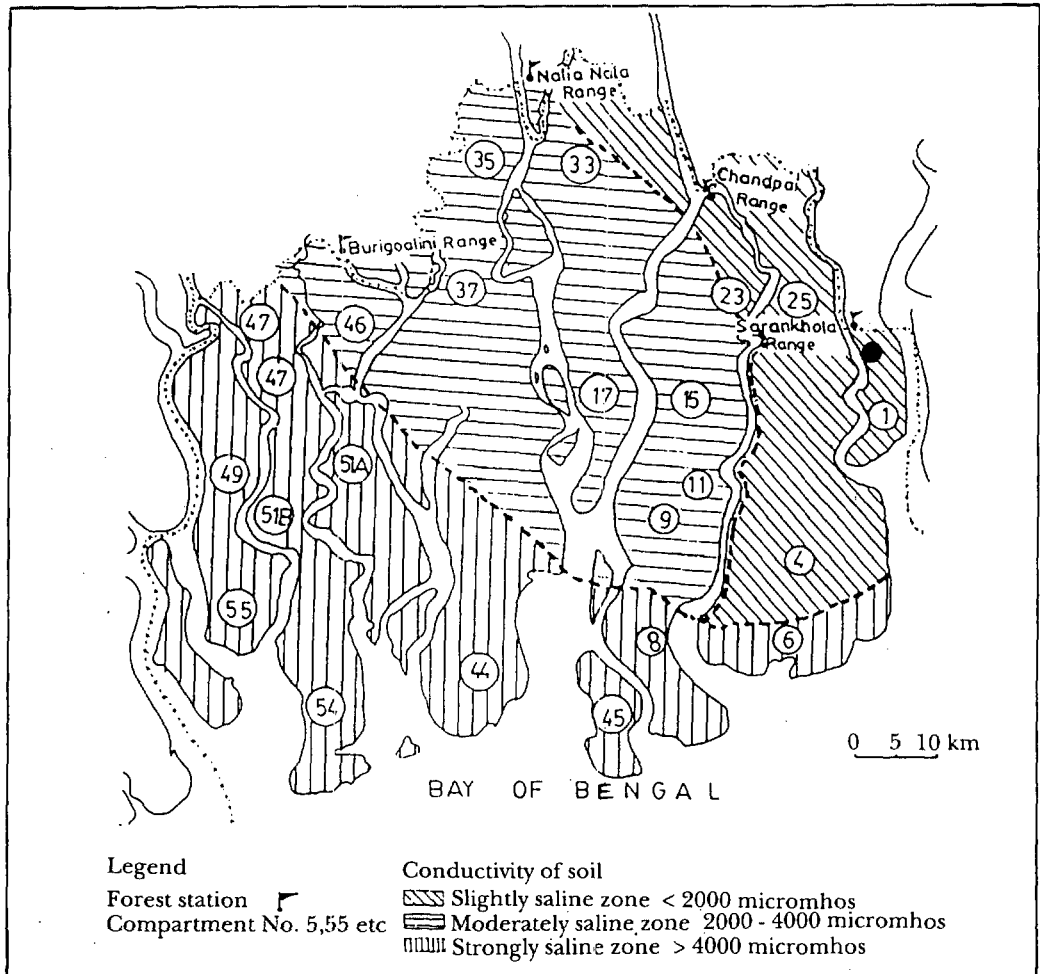 Nalia Nala
Range
35
33
Chandpai
Range
Burigoalini Range
37
23
25
47
46
Sarankhola
Range
47
17
15
1
49
51A
11
51B
9
4
55
8
6
44
54
45
0 5 10 km
BAY OF BENGAL
Legend
Forest station
Compartment No. 5,55 etc
Conductivity of soil
Slightly saline zone < 2000 micromhos
Moderately saline zone 2000 - 4000 micromhos
Strongly saline zone > 4000 micromhos